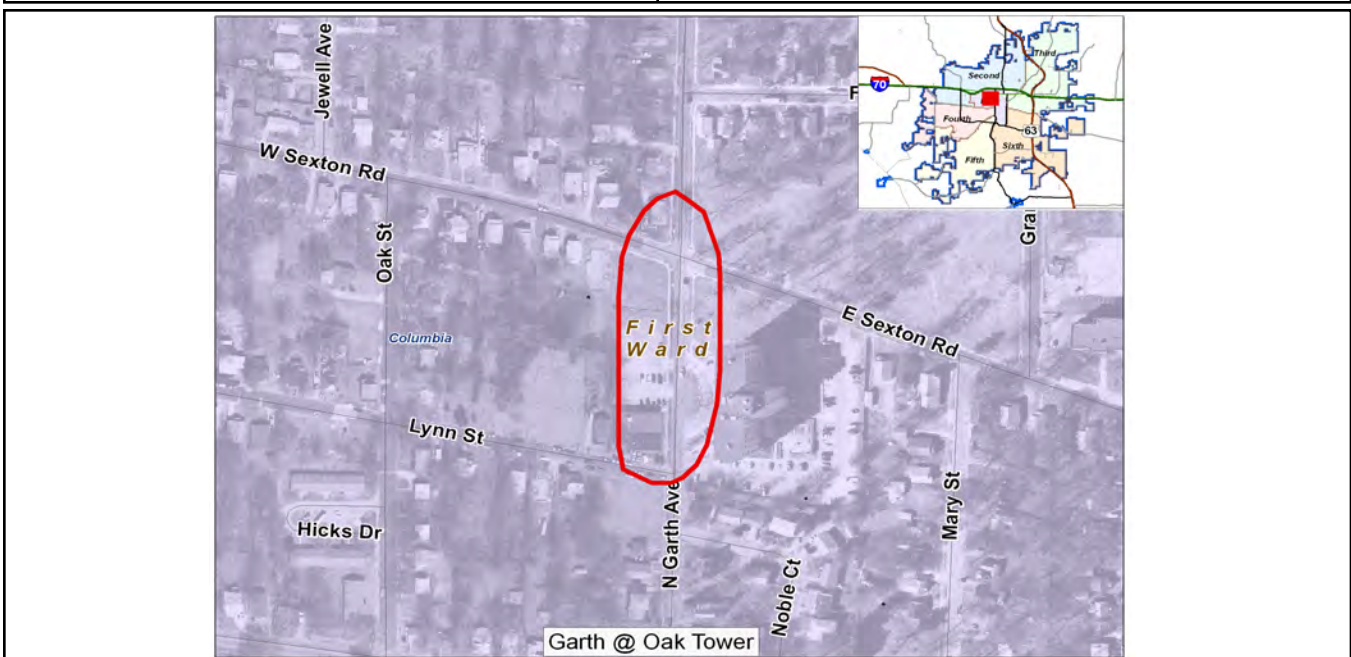 Jewell Ave
W Sexton Rd
Oak St
Columbia
First
Ward
E Sexton Rd
Lynn St
Hicks Dr
N Garth Ave
Noble Ct
Mary St
Garth @ Oak Tower
F
Grai
70
Second
Third
Fourth
63
Fifth
Sixth